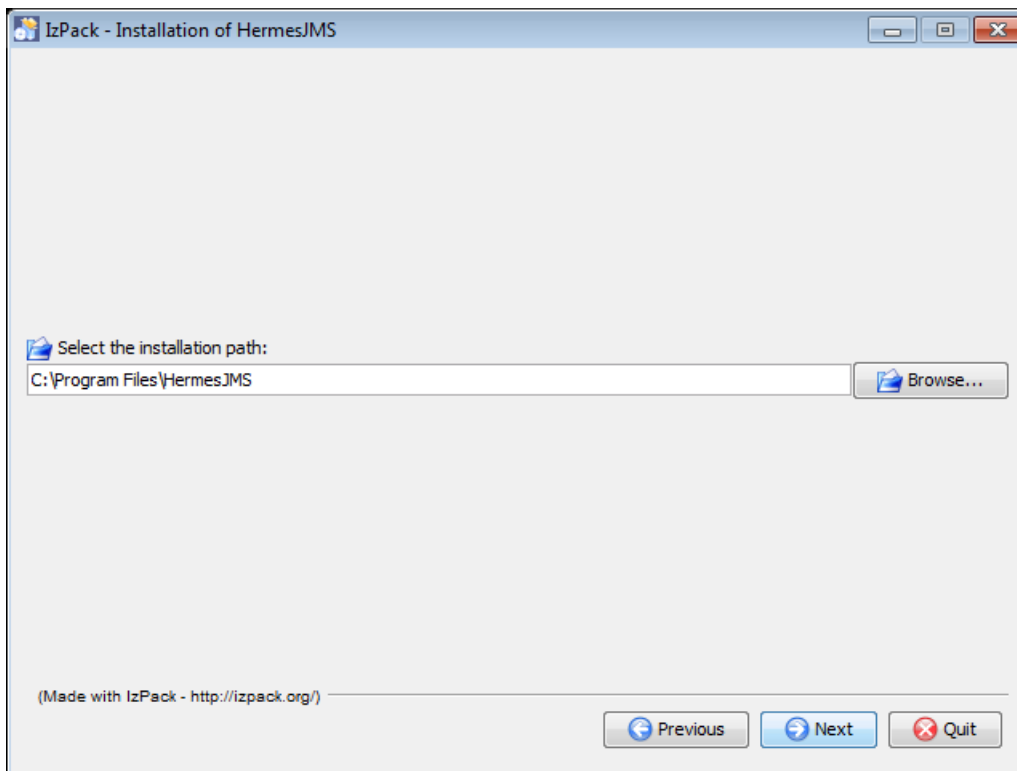 IzPack - Installation of HermesJMS
Select the installation path:
C:\Program Files\HermesJMS
Browse...
(Made with IzPack - http://izpack.org/)
Previous
Next
Quit